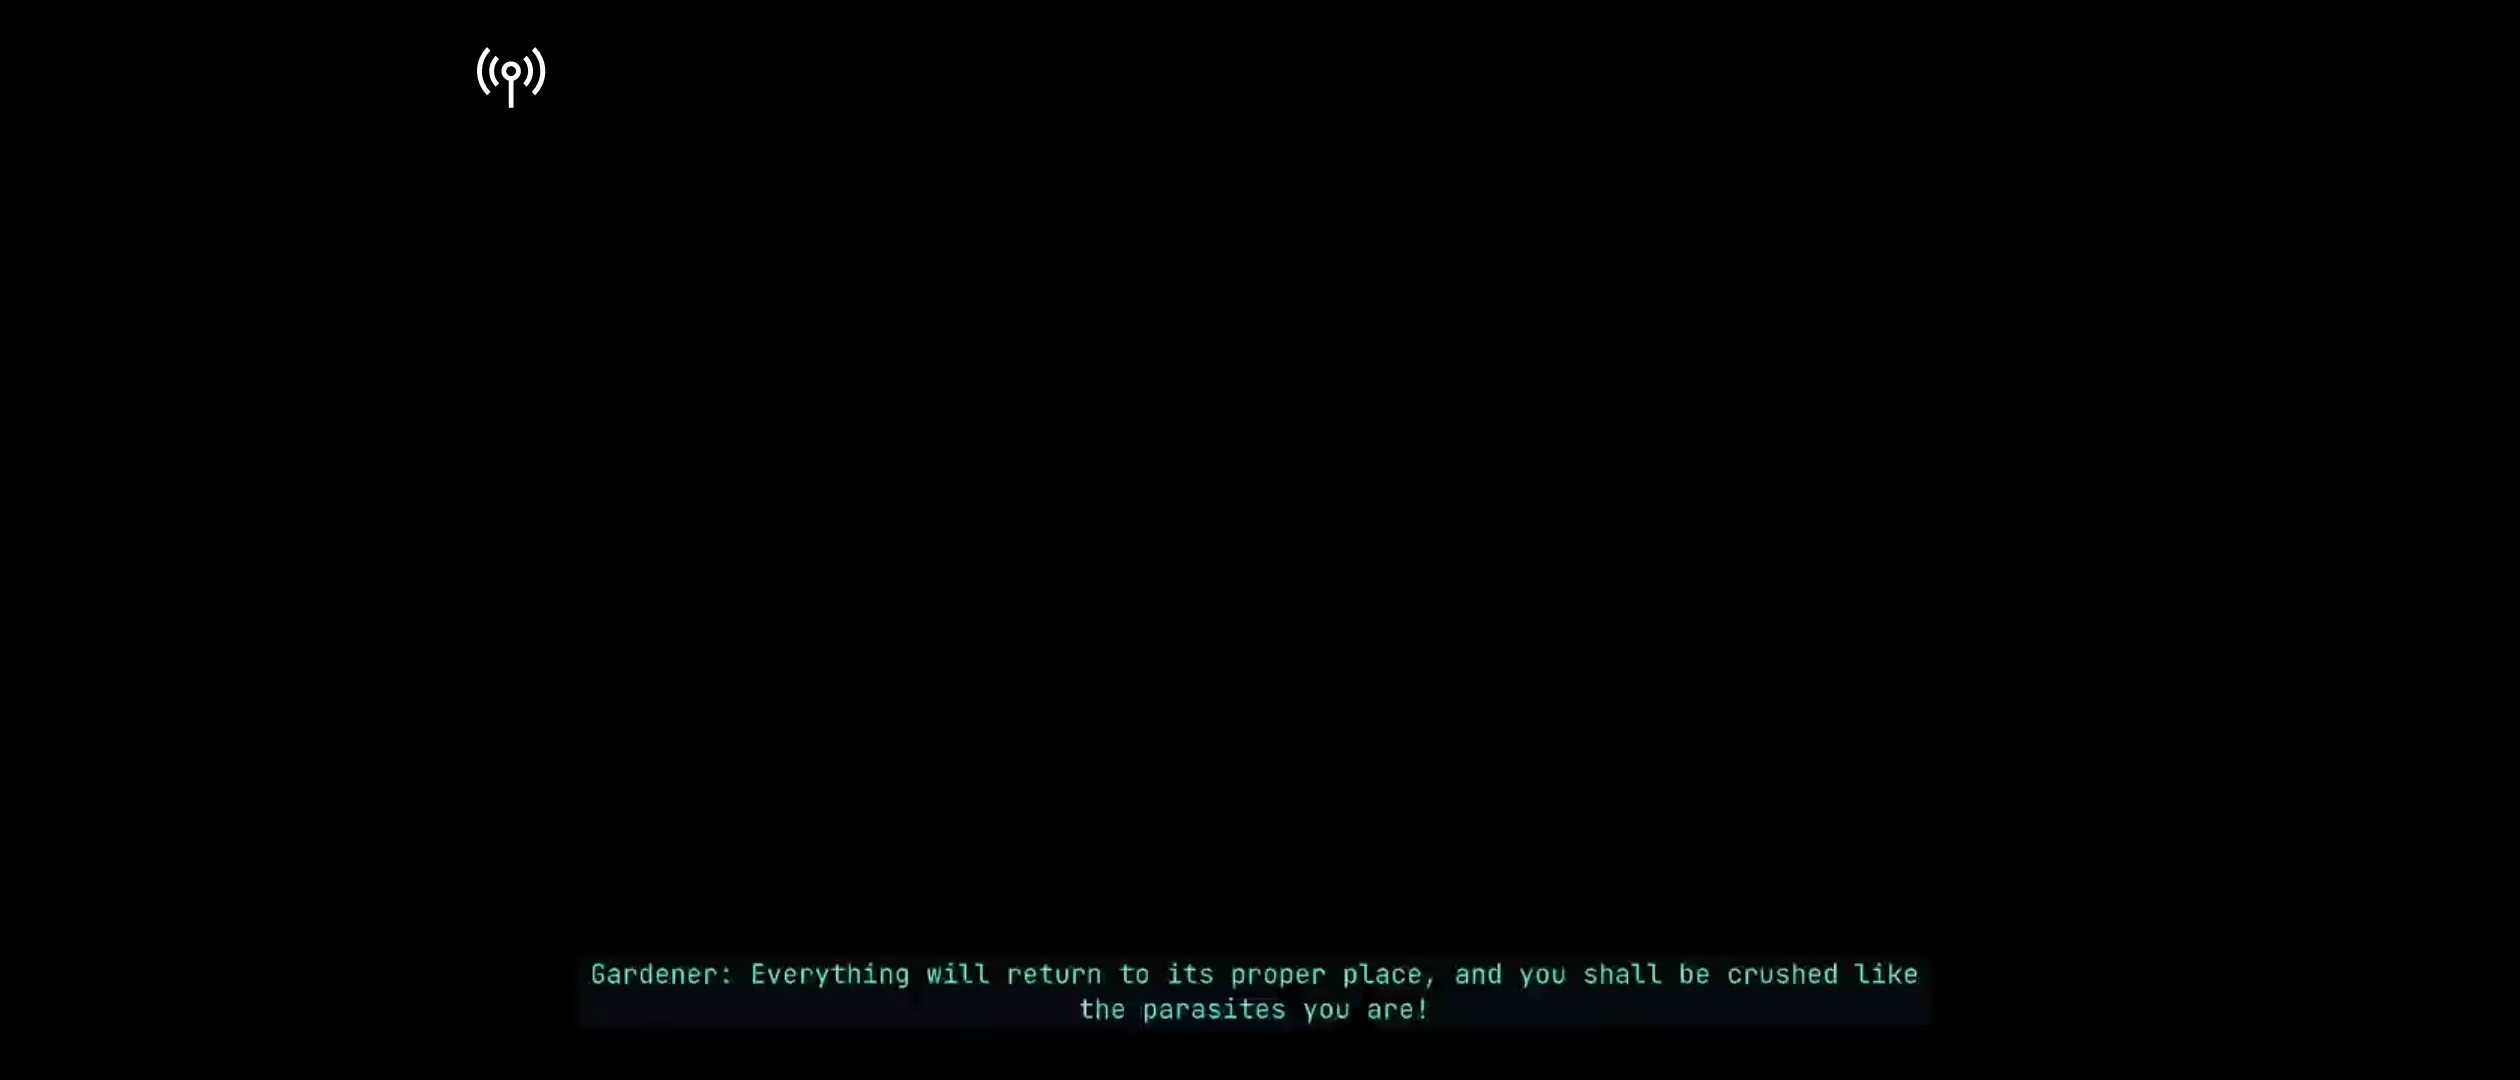 Gardener: Everything will return to its proper place, and you shall be crushed like
the parasites you are!